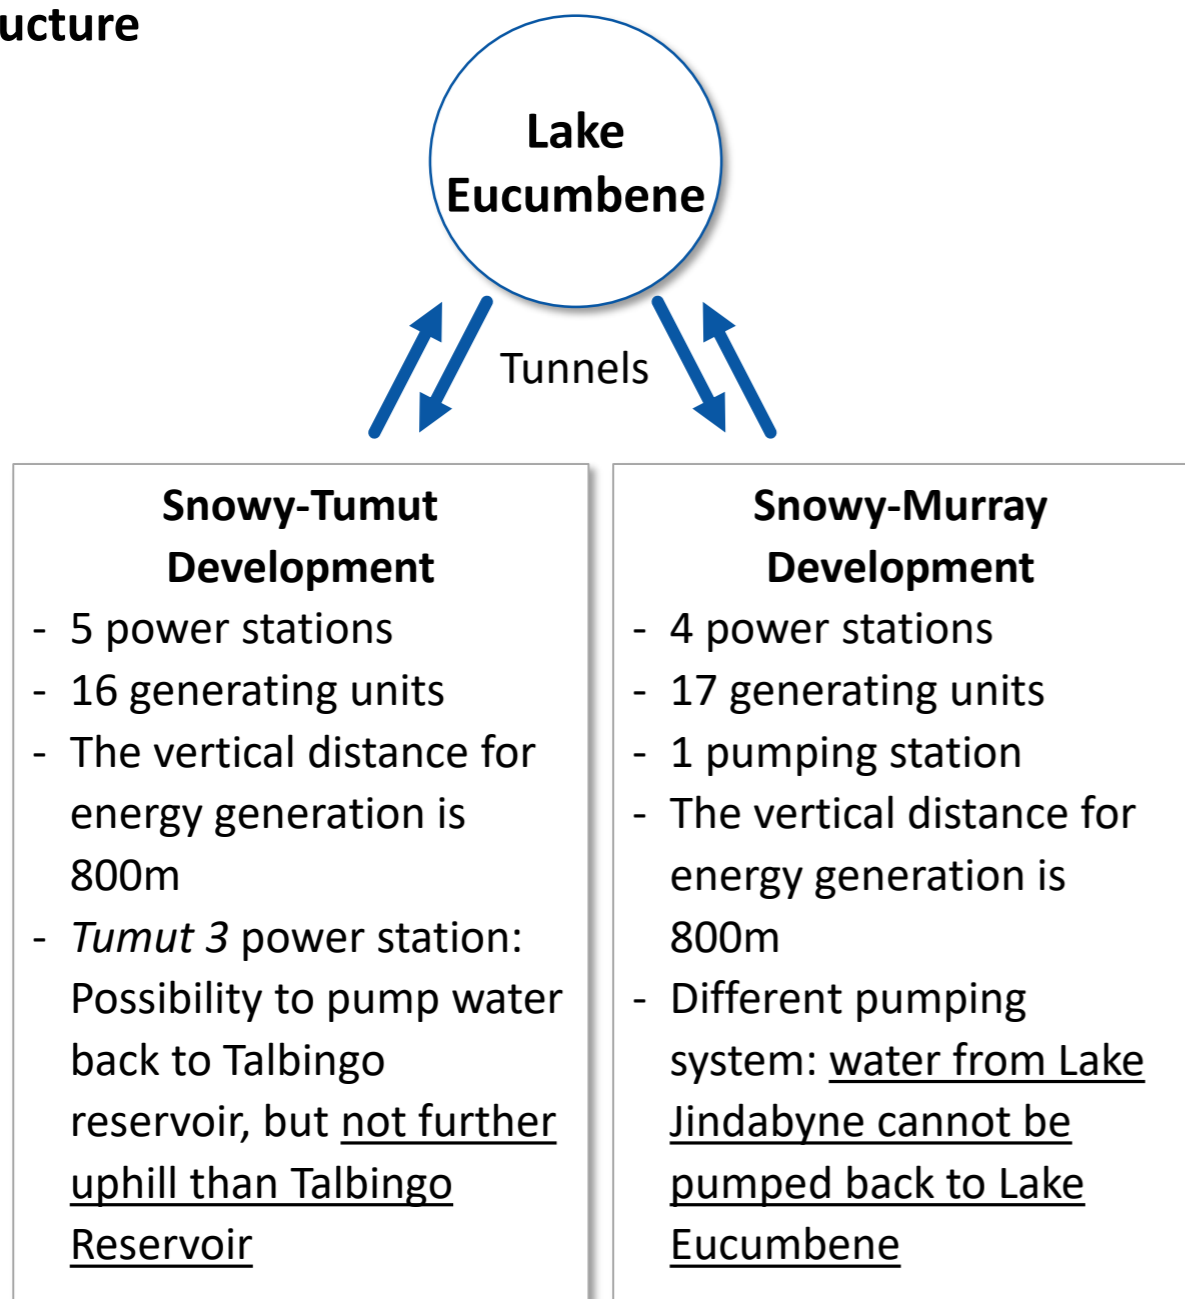 ucture
Lake
Eucumbene
Tunnels
Snowy-Tumut
Development
- 5 power stations
- 16 generating units
- The vertical distance for
energy generation is
800m
- Tumut 3 power station:
Possibility to pump water
back to Talbingo
reservoir, but not further
uphill than Talbingo
Reservoir
Snowy-Murray
Development
- 4 power stations
- 17 generating units
- 1 pumping station
- The vertical distance for
energy generation is
800m
- Different pumping
system: water from Lake
Jindabyne cannot be
pumped back to Lake
Eucumbene